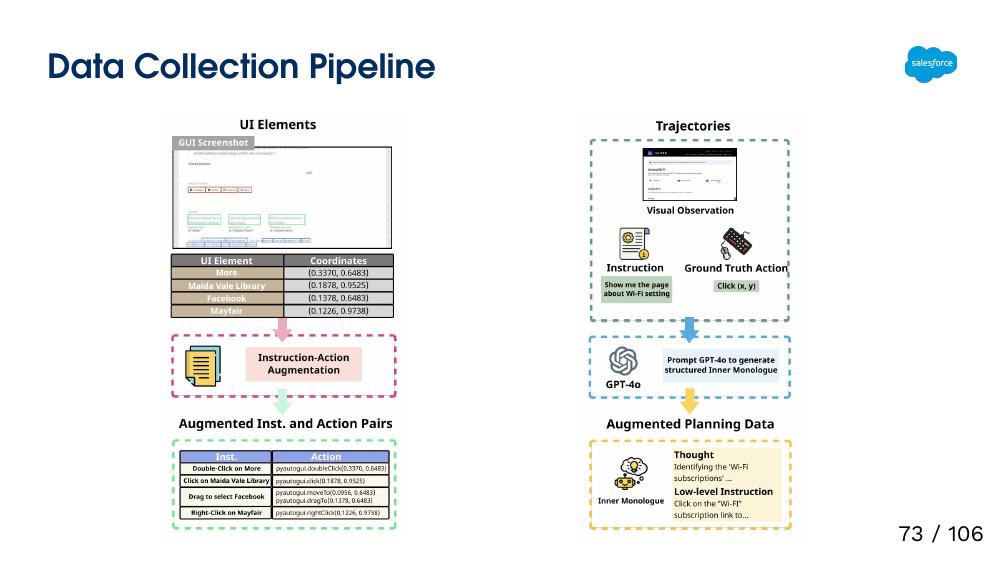 Data Collection Pipeline
salesforce
UI Elements
GUI Screenshot
UI Element Coordinates
More (0.3370, 0.6483)
Maida Vale Library (0.1878, 0.9525)
Facebook (0.1378, 0.6483)
Mayfair (0.1226, 0.9738)
Instruction-Action
Augmentation
Augmented Inst. and Action Pairs
Inst. Action
Double-Click on More pyautogui.doubleClick(0.3370, 0.6483)
Click on Maida Vale Library pyautogui.click(0.1878, 0.9525)
Drag to select Facebook pyautogui.moveTo(0.0956, 0.6483)
pyautogui.dragTo(0.1378, 0.6483)
Right-Click on Mayfair pyautogui.rightClick(0.1226, 0.9738)
Trajectories
Visual Observation
Instruction Ground Truth Action
Show me the page
about Wi-Fi setting
Click (x, y)
GPT-4o
Prompt GPT-4o to generate
structured Inner Monologue
Augmented Planning Data
Inner Monologue
Thought
Identifying the 'Wi-Fi
subscriptions' ...
Low-level Instruction
Click on the "Wi-FI"
subscription link to...
73 / 106